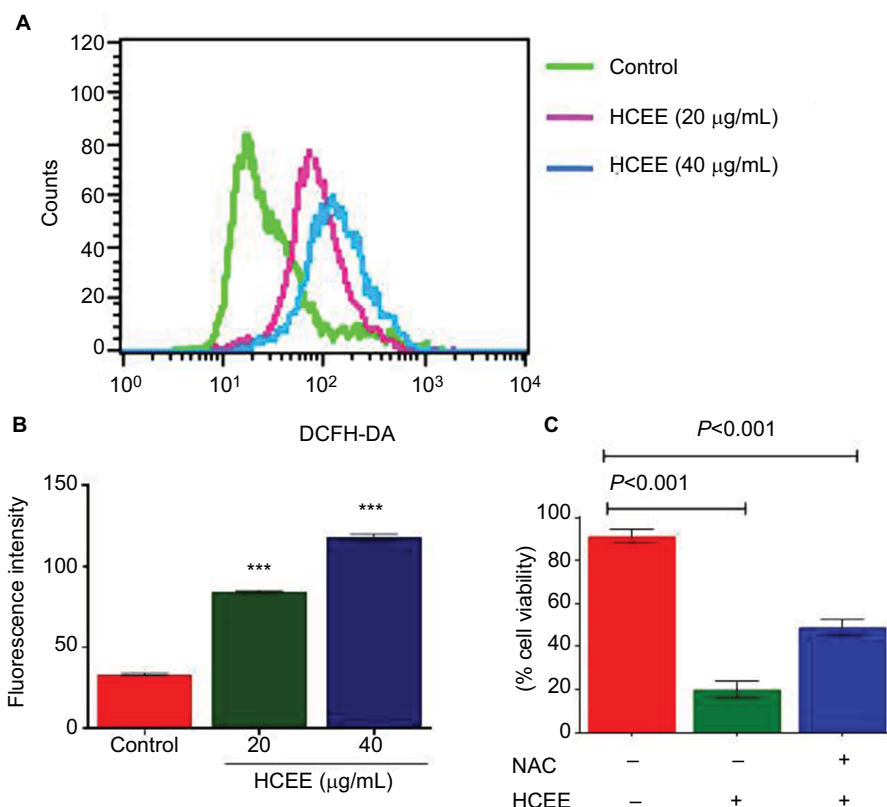 A
120
100
80
60
40
20
0
Counts
10⁰ 10¹ 10² 10³ 10⁴
DCFH-DA
Control
HCEE (20 μg/mL)
HCEE (40 μg/mL)
B
150
100
50
0
Fluorescence intensity
***
***
Control 20 40
HCEE (μg/mL)
C
P<0.001
P<0.001
100
80
60
40
20
0
(% cell viability)
NAC – – +
HCEE – + +